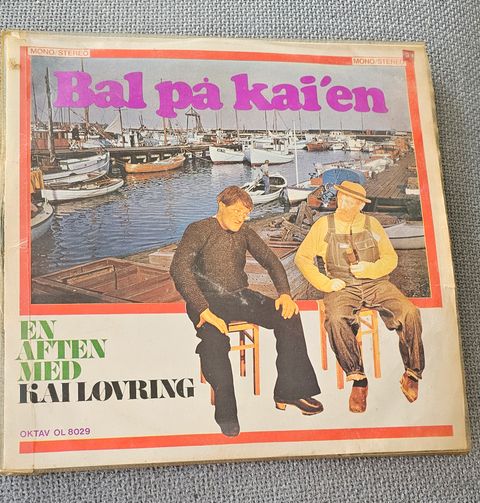 MONO/STEREO
MONO/STEREO
Bal på kai'en
EN
AFTEN
MED
KAI LØVRING
OKTAV OL 8029